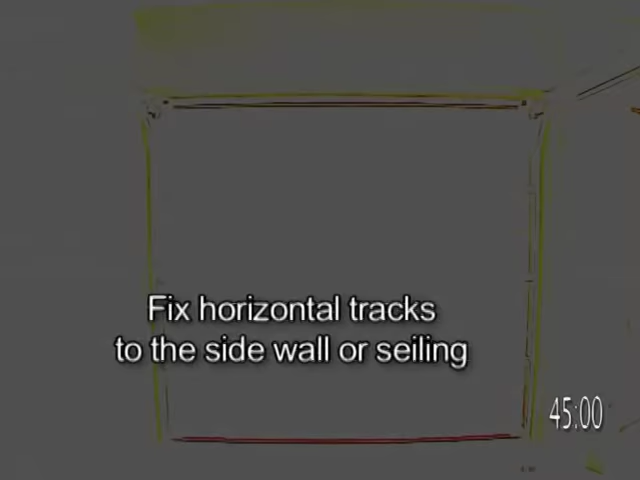 Fix horizontal tracks
to the side wall or seiling
45:00